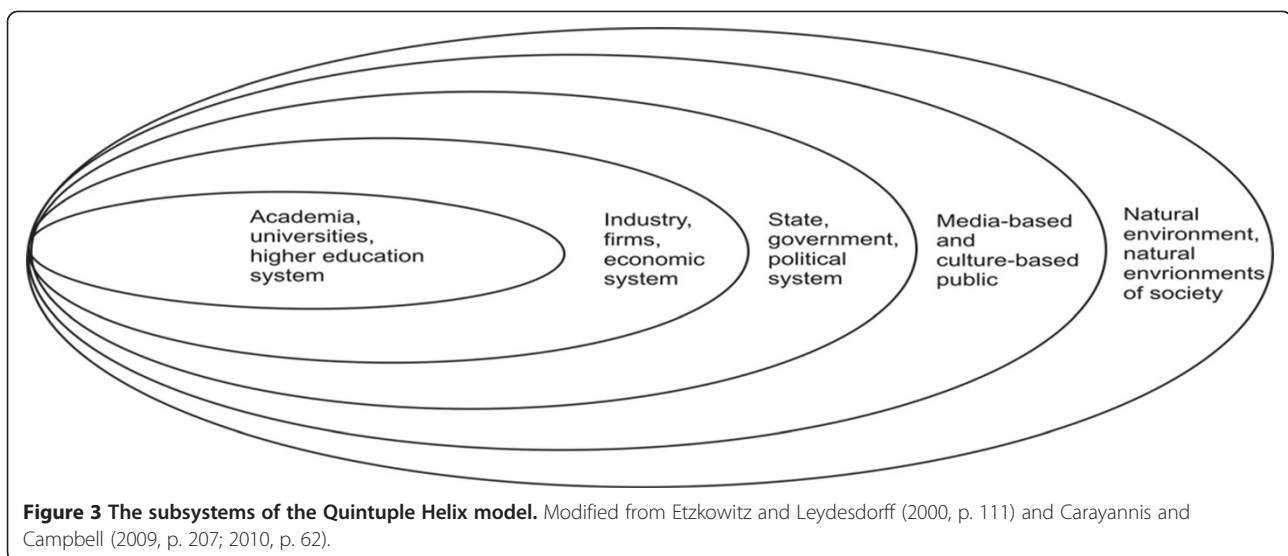 Academia,
universities,
higher education
system
Industry,
firms,
economic
system
State,
government,
political
system
Media-based
and
culture-based
public
Natural
environment,
natural
envrionments
of society
Figure 3 The subsystems of the Quintuple Helix model. Modified from Etzkowitz and Leydesdorff (2000, p. 111) and Carayannis and
Campbell (2009, p. 207; 2010, p. 62).